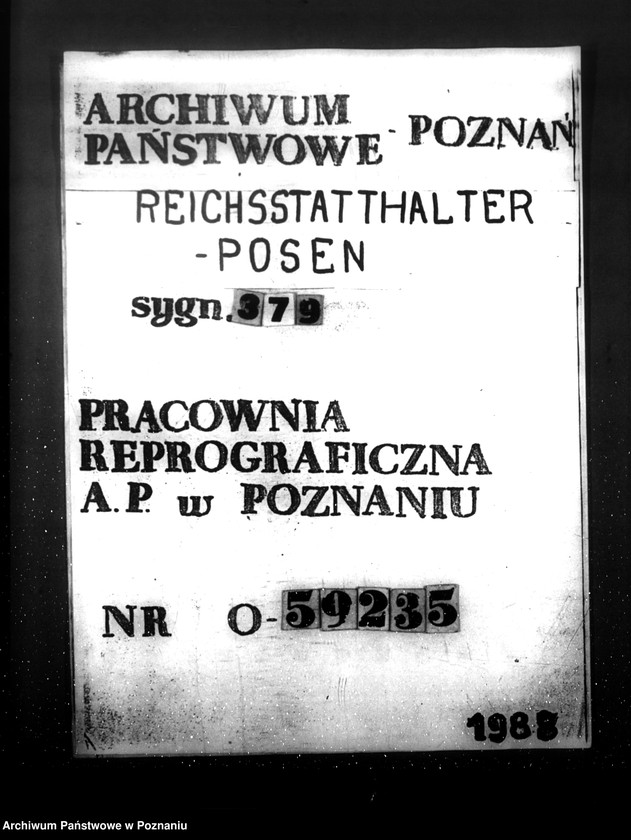 ARCHIWUM
PAŃSTWOWE - POZNAŃ
REICHSSTATTHALTER
-POSEN
sygn. 379
PRACOWNIA
REPROGRAFICZNA
A.P. w POZNANIU
NR O-59235
1988
Archiwum Państwowe w Poznaniu